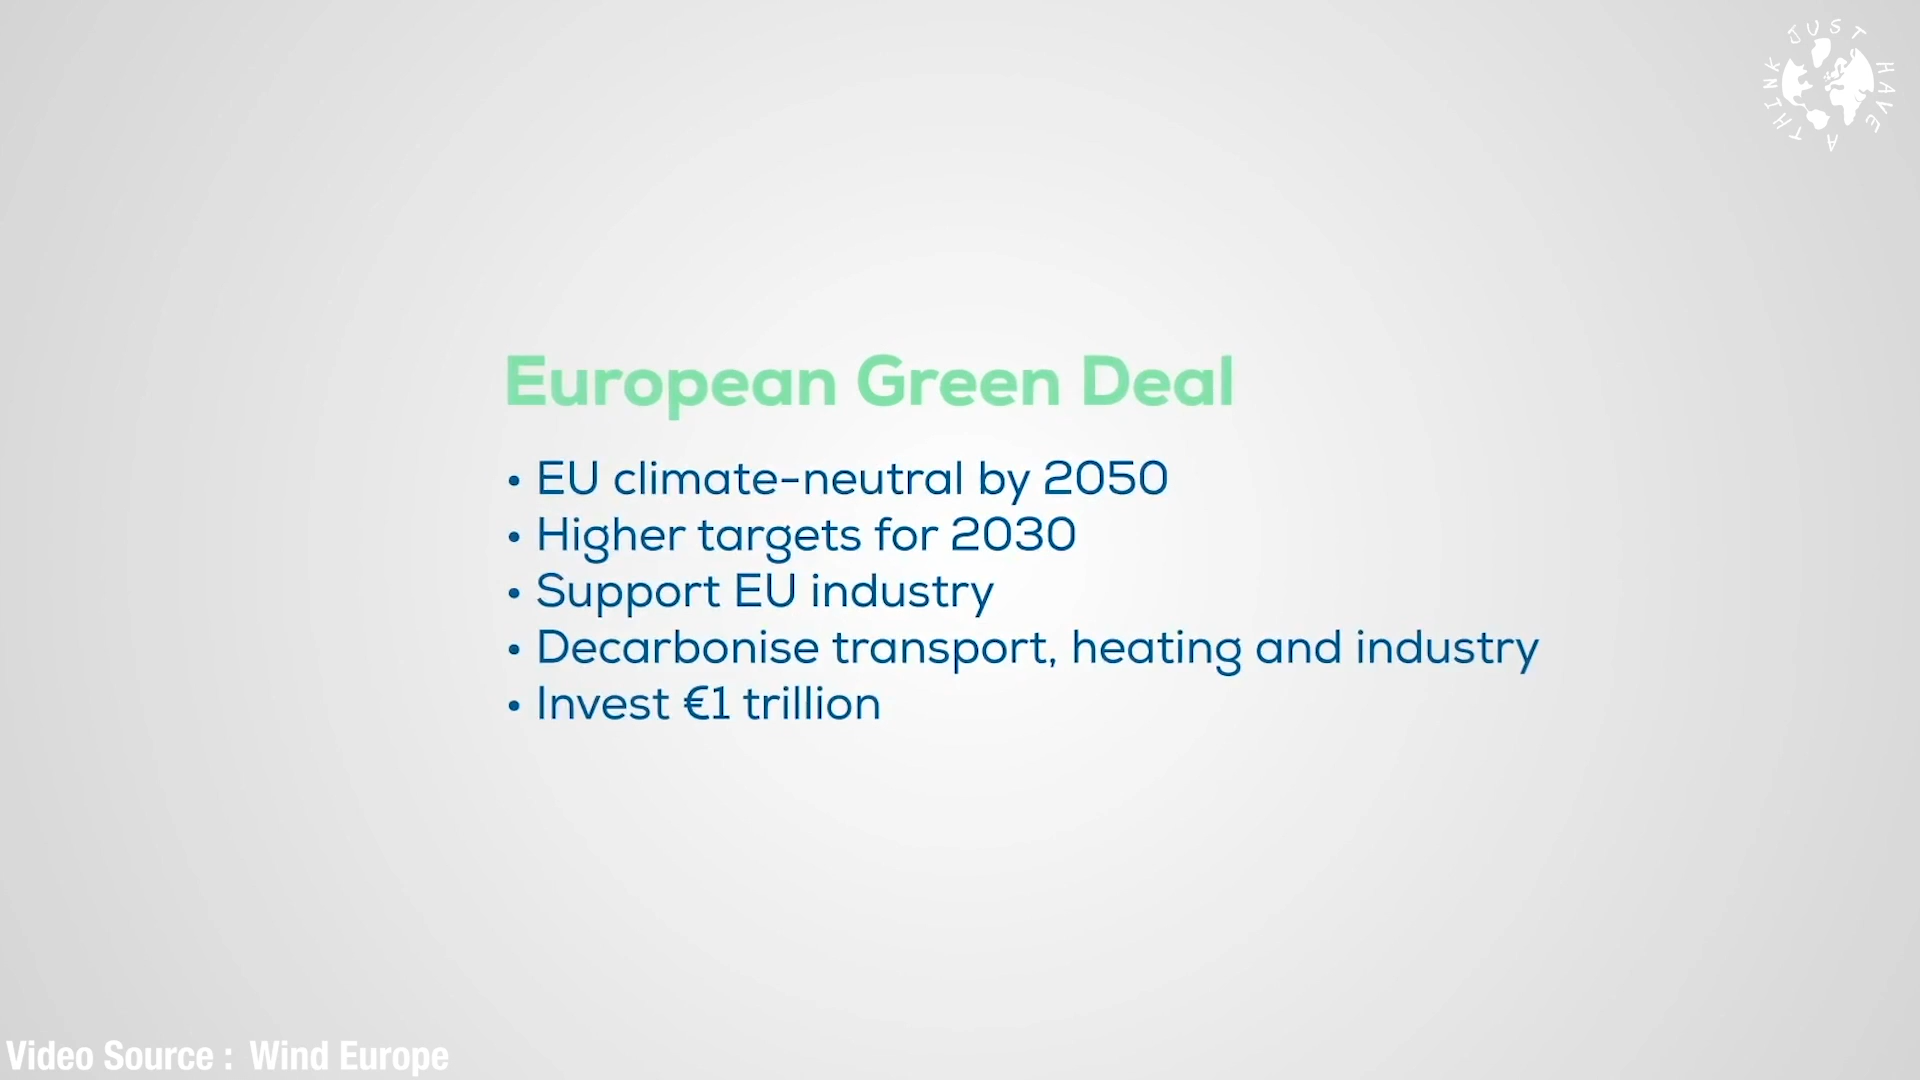 JUST HAVE A THINK
European Green Deal
• EU climate-neutral by 2050
• Higher targets for 2030
• Support EU industry
• Decarbonise transport, heating and industry
• Invest €1 trillion
Video Source : Wind Europe